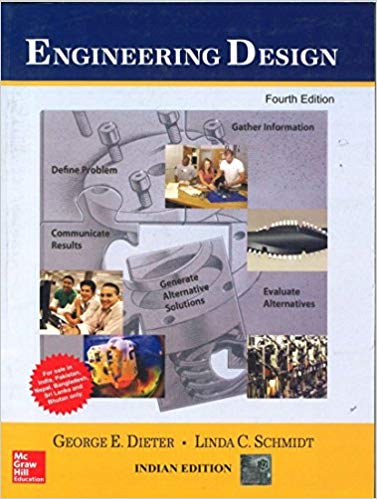 ENGINEERING DESIGN
Fourth Edition
Gather Information
Define Problem
Communicate
Results
Generate
Alternative
Solutions
Evaluate
Alternatives
For sale in
India, Pakistan,
Nepal, Bangladesh,
Sri Lanka and
Bhutan only.
Mc
Graw
Hill
Education
GEORGE E. DIETER • LINDA C. SCHMIDT
INDIAN EDITION